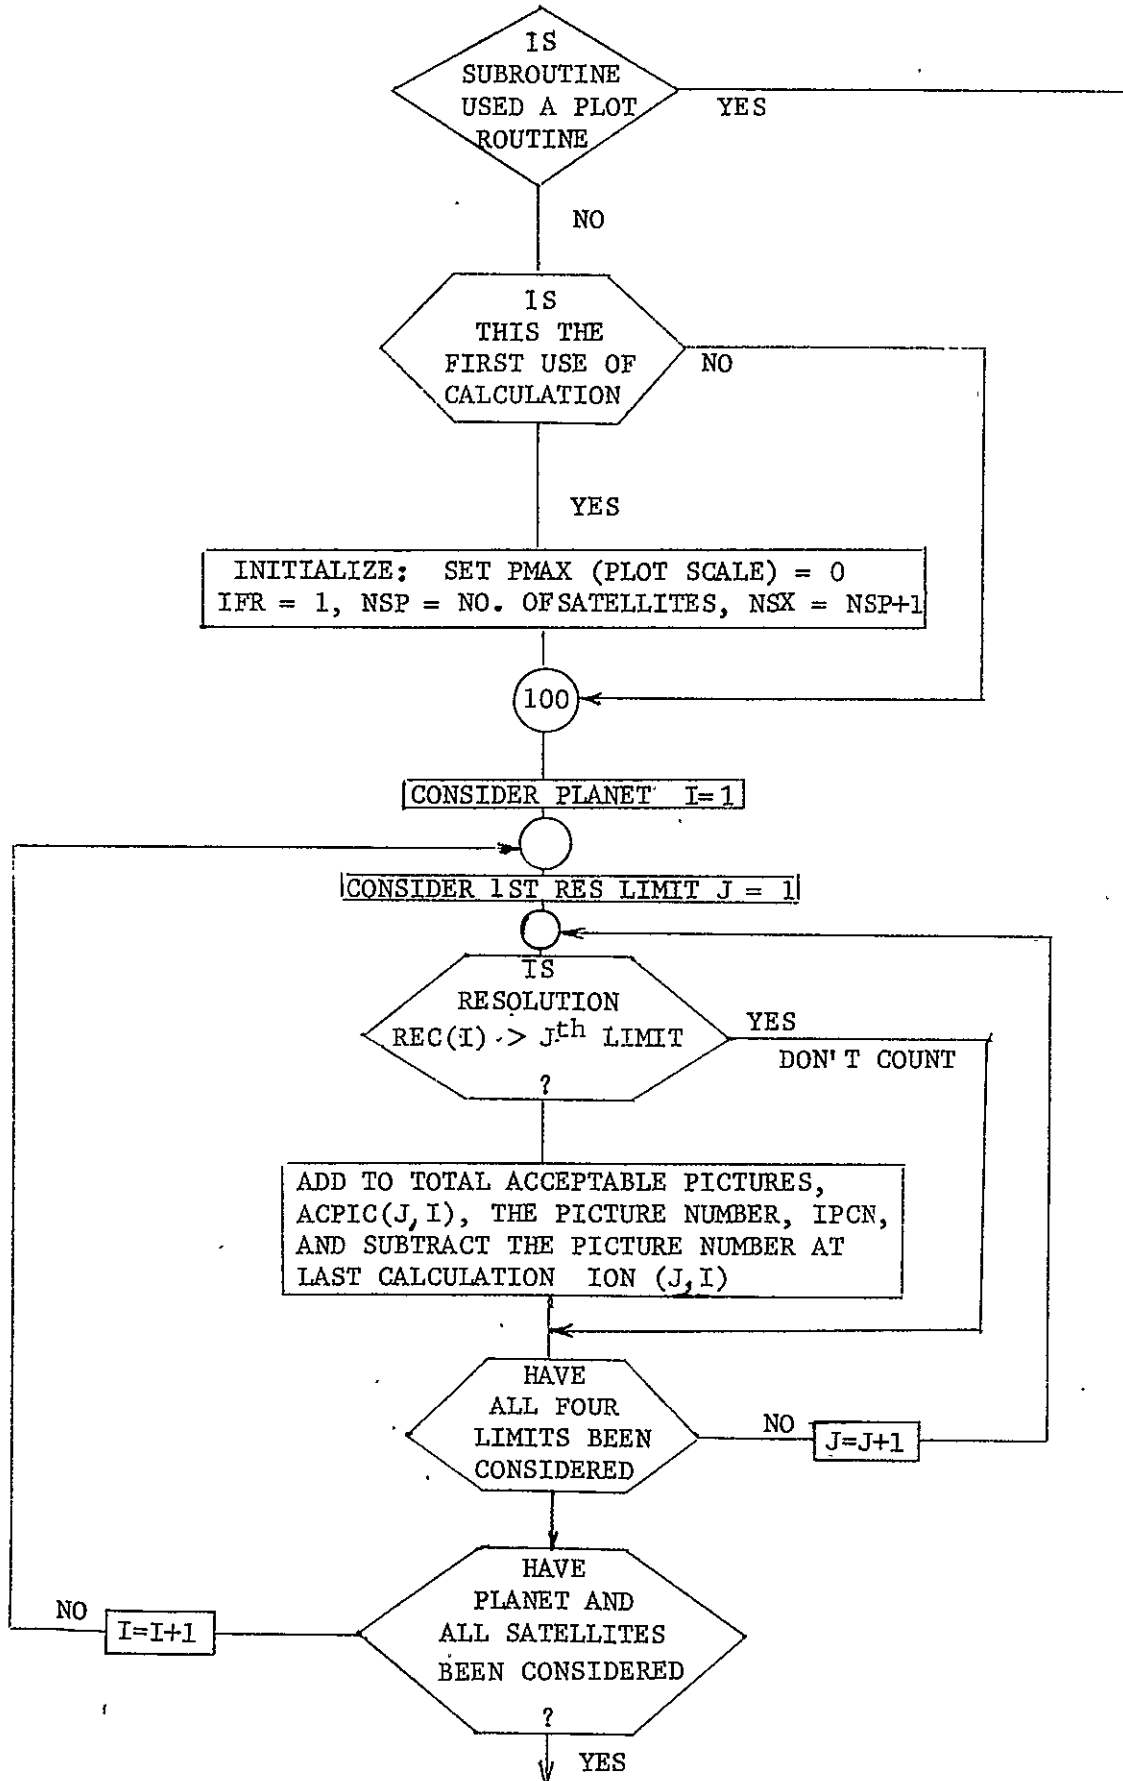 IS
SUBROUTINE
USED A PLOT
ROUTINE
YES
NO
IS
THIS THE
FIRST USE OF
CALCULATION
NO
YES
INITIALIZE: SET PMAX (PLOT SCALE) = 0
IFR = 1, NSP = NO. OFSATELLITES, NSX = NSP+1
100
CONSIDER PLANET I=1
CONSIDER 1ST RES LIMIT J = 1
IS
RESOLUTION
REC(I) > Jth LIMIT
?
YES
DON'T COUNT
ADD TO TOTAL ACCEPTABLE PICTURES,
ACPIC(J,I), THE PICTURE NUMBER, IPCN,
AND SUBTRACT THE PICTURE NUMBER AT
LAST CALCULATION ION (J,I)
HAVE
ALL FOUR
LIMITS BEEN
CONSIDERED
NO
J=J+1
HAVE
PLANET AND
ALL SATELLITES
BEEN CONSIDERED
?
NO
I=I+1
YES